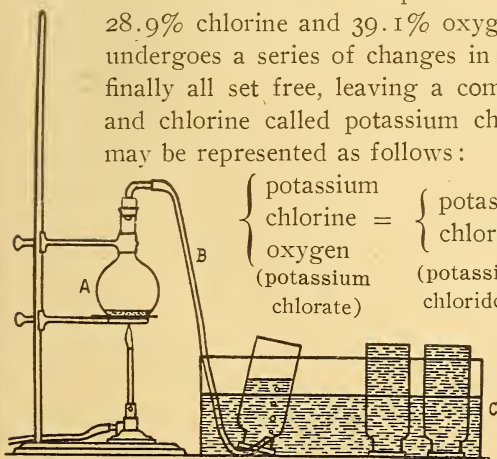 28.9% chlorine and 39.1% oxyg
undergoes a series of changes in
finally all set free, leaving a com
and chlorine called potassium ch
may be represented as follows:
potassium
chlorine =
oxygen
(potassium
chlorate)
potas
chlor
(potassi
chloride
A
B
C